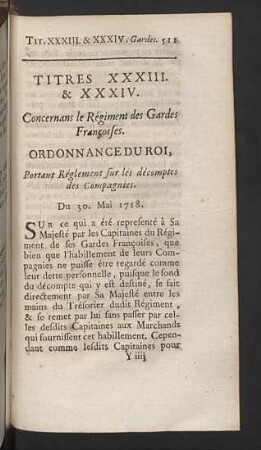 TIT. XXXIII. & XXXIV. Gardes. 511
TITRES XXXIII.
& XXXIV.
Concernans le Régiment des Gardes
Françoises.
ORDONNANCE DU ROI,
Portant Réglement sur les décomptes
des Compagnies.
Du 30. Mai 1718.
SUR ce qui a été representé à Sa
Majesté par les Capitaines du Régi-
ment de ses Gardes Françoises, que
bien que l'habillement de leurs Com-
pagnies ne puisse être regardé comme
leur dette personnelle, puisque le fond
du décompte qui y est destiné, se fait
directement par Sa Majesté entre les
mains du Trésorier dudit Régiment,
& se remet par lui sans passer par cel-
les desdits Capitaines aux Marchands
qui fournissent cet habillement. Cepen-
dant comme lesdits Capitaines pour
Y iiij